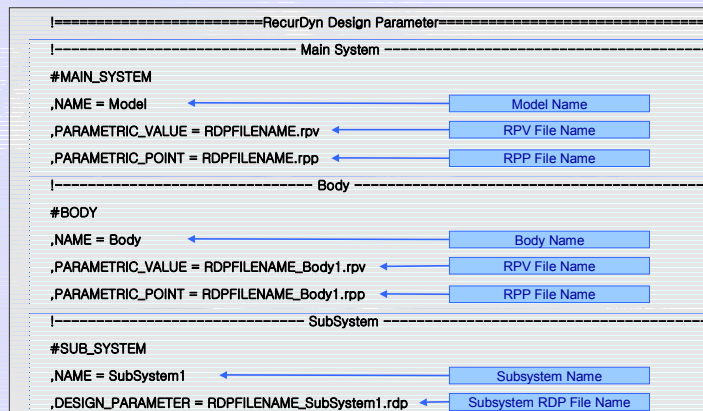 !=========================RecurDyn Design Parameter================================
!----------------------------- Main System ---------------------------------------
#MAIN_SYSTEM
,NAME = Model Model Name
,PARAMETRIC_VALUE = RDPFILENAME.rpv RPV File Name
,PARAMETRIC_POINT = RDPFILENAME.rpp RPP File Name
!------------------------------- Body ------------------------------------------
#BODY
,NAME = Body Body Name
,PARAMETRIC_VALUE = RDPFILENAME_Body1.rpv RPV File Name
,PARAMETRIC_POINT = RDPFILENAME_Body1.rpp RPP File Name
!------------------------------ SubSystem ---------------------------------------
#SUB_SYSTEM
,NAME = SubSystem1 Subsystem Name
,DESIGN_PARAMETER = RDPFILENAME_SubSystem1.rdp Subsystem RDP File Name